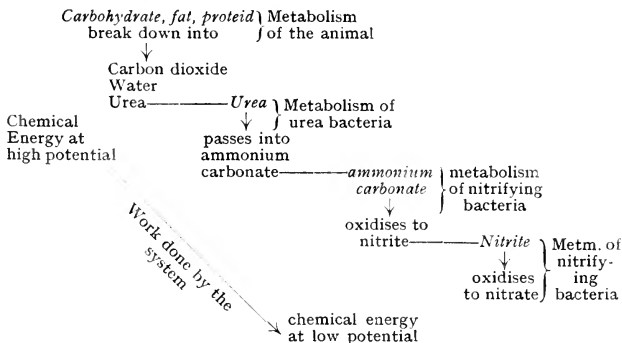 Carbohydrate, fat, proteid } Metabolism
break down into } of the animal
Carbon dioxide
Water
Urea — Urea } Metabolism of
urea bacteria
Chemical
Energy at
high potential
passes into
ammonium
carbonate — ammonium } metabolism
carbonate } of nitrifying
bacteria
oxidises to
nitrite — Nitrite } Metm. of
nitrify-
oxidises } ing
to nitrate } bacteria
Work done by the
system
chemical energy
at low potential